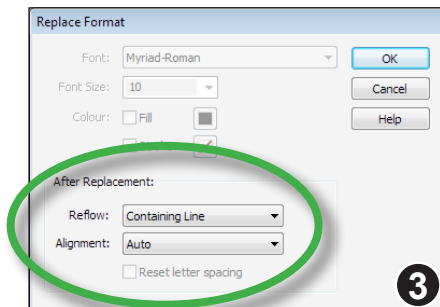 Replace Format
Font: Myriad-Roman OK
Font Size: 10 Cancel
Colour: Fill Help
After Replacement:
Reflow: Containing Line
Alignment: Auto
Reset letter spacing
3